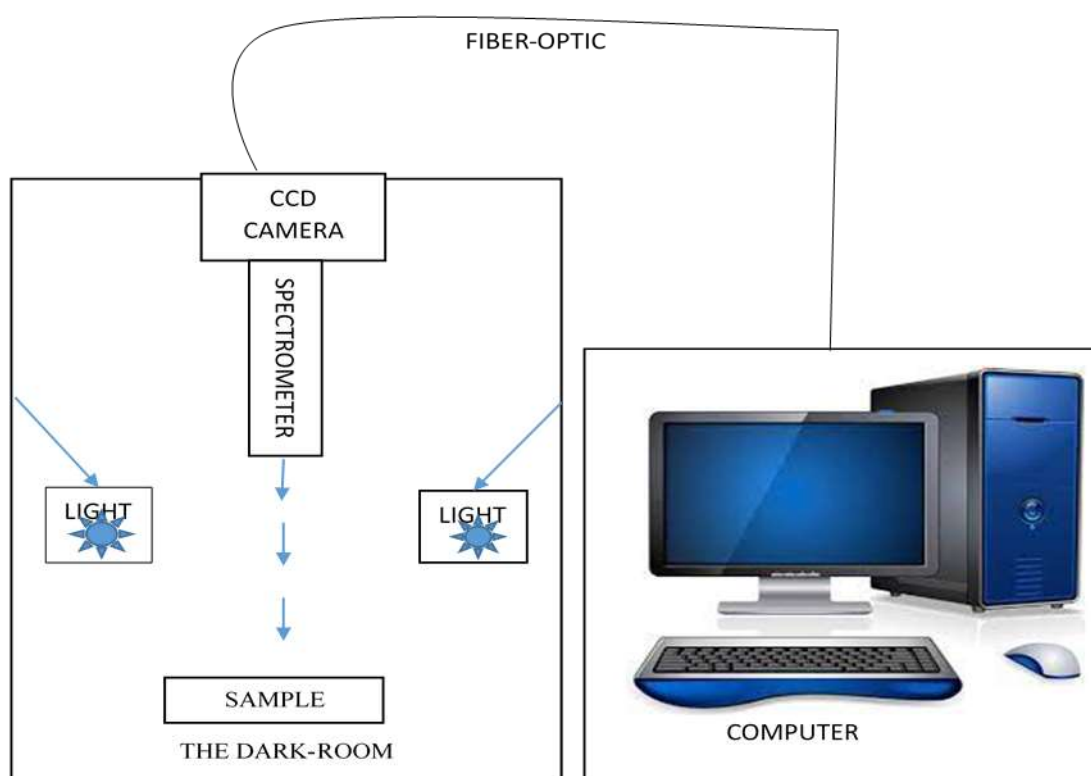 FIBER-OPTIC
CCD
CAMERA
SPECTROMETER
LIGHT
LIGHT
SAMPLE
THE DARK-ROOM
COMPUTER